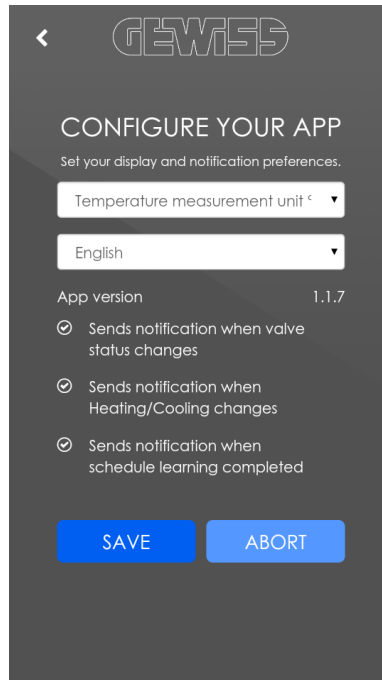 GEWISS
CONFIGURE YOUR APP
Set your display and notification preferences.
Temperature measurement unit °
English
App version 1.1.7
Sends notification when valve
status changes
Sends notification when
Heating/Cooling changes
Sends notification when
schedule learning completed
SAVE ABORT